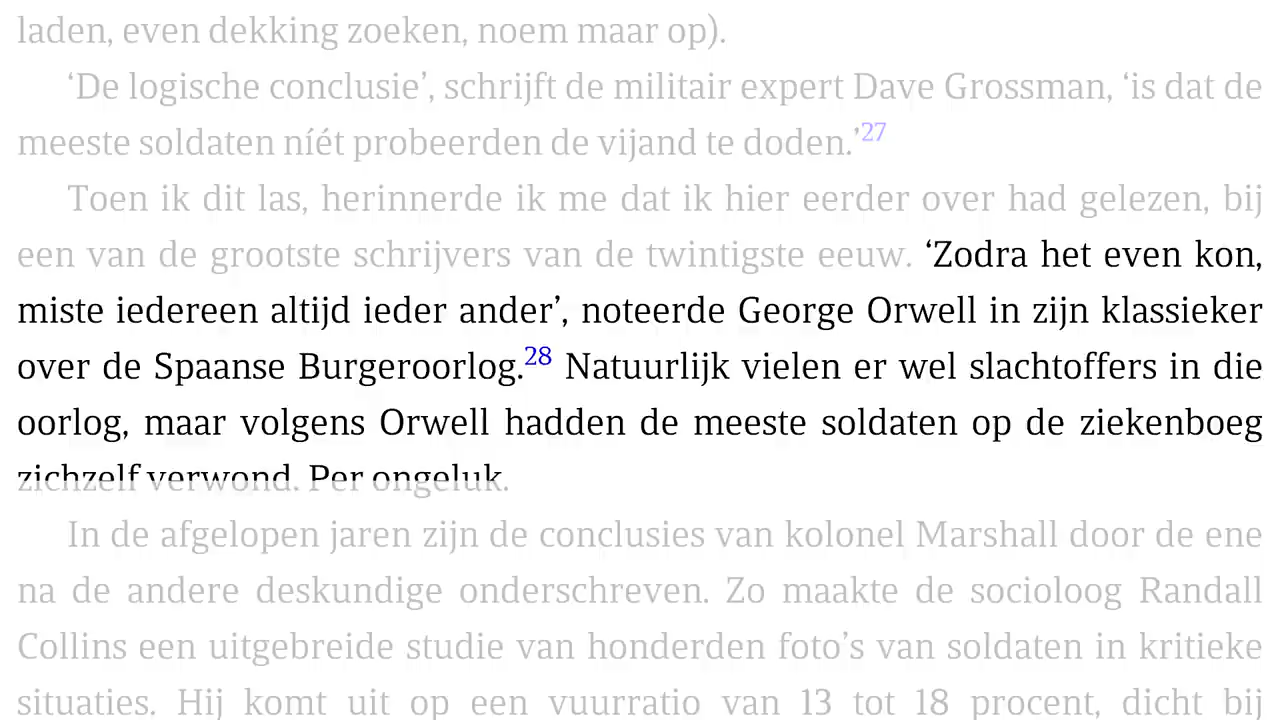 laden, even dekking zoeken, noem maar op).
‘De logische conclusie’, schrijft de militair expert Dave Grossman, ‘is dat de
meeste soldaten níét probeerden de vijand te doden.’27
Toen ik dit las, herinnerde ik me dat ik hier eerder over had gelezen, bij
een van de grootste schrijvers van de twintigste eeuw. ‘Zodra het even kon,
miste iedereen altijd ieder ander’, noteerde George Orwell in zijn klassieker
over de Spaanse Burgeroorlog.28 Natuurlijk vielen er wel slachtoffers in die
oorlog, maar volgens Orwell hadden de meeste soldaten op de ziekenboeg
zichzelf verwond. Per ongeluk.
In de afgelopen jaren zijn de conclusies van kolonel Marshall door de ene
na de andere deskundige onderschreven. Zo maakte de socioloog Randall
Collins een uitgebreide studie van honderden foto’s van soldaten in kritieke
situaties. Hij komt uit op een vuurratio van 13 tot 18 procent, dicht bij